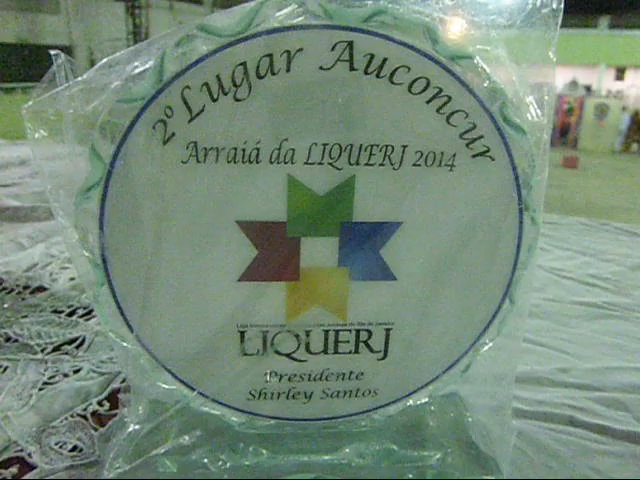 2º Lugar Auconcur
Arraiá da LIQUERJ 2014
LIQUERJ
Presidente
Shirley Santos